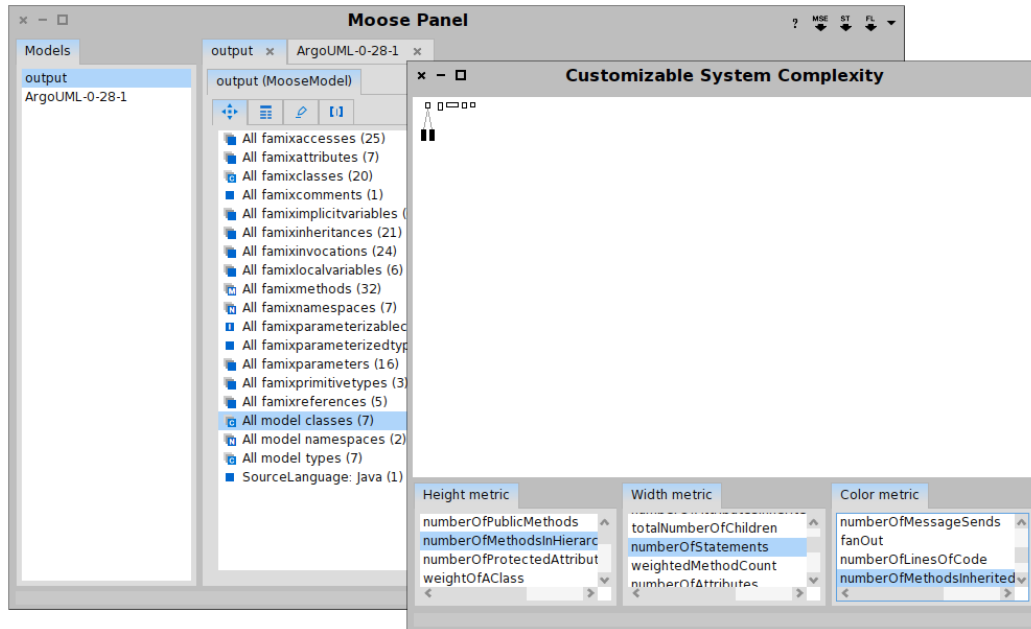 Moose Panel
? MSE ST FL
Models
output
ArgoUML-0-28-1
output × ArgoUML-0-28-1 ×
output (MooseModel)
All famixaccesses (25)
All famixattributes (7)
All famixclasses (20)
All famixcomments (1)
All famiximplicitvariables (
All famixinheritances (21)
All famixinvocations (24)
All famixlocalvariables (6)
All famixmethods (32)
All famixnamespaces (7)
All famixparameterizablec
All famixparameterizedtyp
All famixparameters (16)
All famixprimitivetypes (3)
All famixreferences (5)
All model classes (7)
All model namespaces (2)
All model types (7)
SourceLanguage: Java (1)
Customizable System Complexity
Height metric
numberOfPublicMethods
numberOfMethodsInHierarc
numberOfProtectedAttribut
weightOfAClass
Width metric
totalNumberOfChildren
numberOfStatements
weightedMethodCount
numberOfAttributes
Color metric
numberOfMessageSends
fanOut
numberOfLinesOfCode
numberOfMethodsInherited